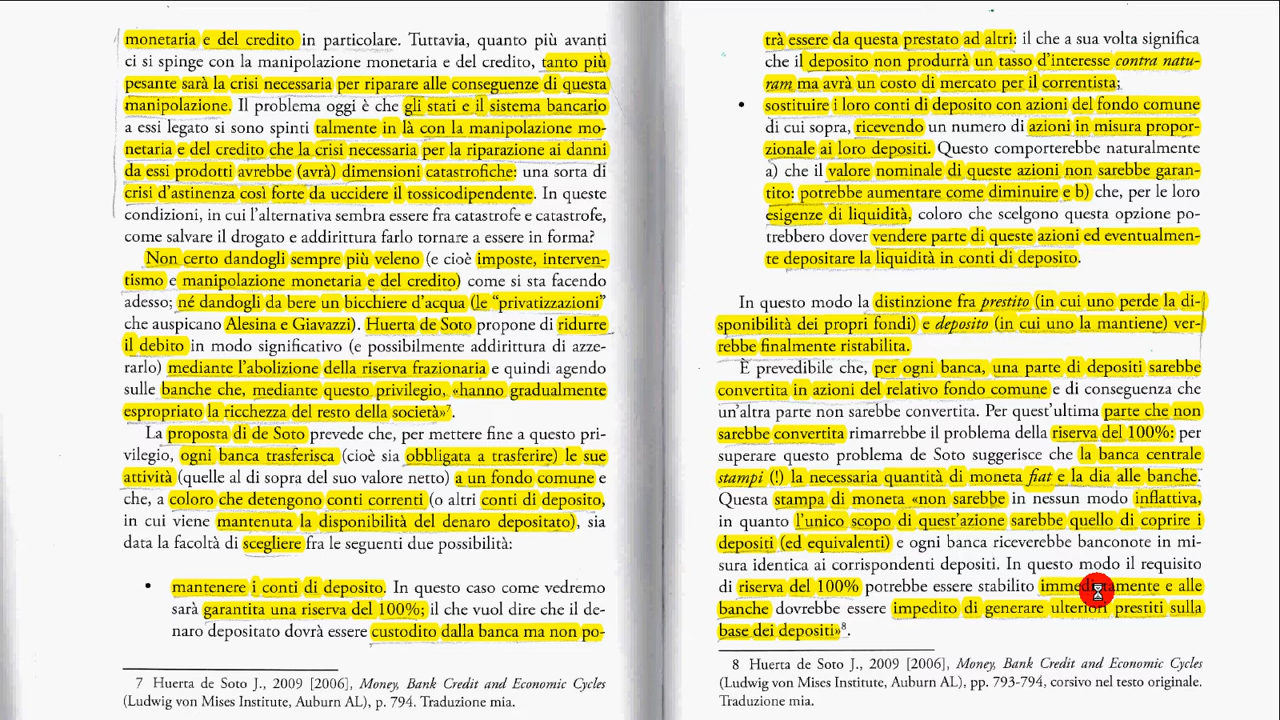 monetaria e del credito in particolare. Tuttavia, quanto più avanti
ci si spinge con la manipolazione monetaria e del credito, tanto più
pesante sarà la crisi necessaria per riparare alle conseguenze di questa
manipolazione. Il problema oggi è che gli stati e il sistema bancario
a essi legato si sono spinti talmente in là con la manipolazione mo-
netaria e del credito che la crisi necessaria per la riparazione ai danni
da essi prodotti avrebbe (avrà) dimensioni catastrofiche: una sorta di
crisi d'astinenza così forte da uccidere il tossicodipendente. In queste
condizioni, in cui l'alternativa sembra essere fra catastrofe e catastrofe,
come salvare il drogato e addirittura farlo tornare a essere in forma?
Non certo dandogli sempre più veleno (e cioè imposte, interven-
tismo e manipolazione monetaria e del credito) come si sta facendo
adesso; né dandogli da bere un bicchiere d'acqua (le "privatizzazioni"
che auspicano Alesina e Giavazzi). Huerta de Soto propone di ridurre
il debito in modo significativo (e possibilmente addirittura di azze-
rarlo) mediante l'abolizione della riserva frazionaria e quindi agendo
sulle banche che, mediante questo privilegio, «hanno gradualmente
espropriato la ricchezza del resto della società»7.
La proposta di de Soto prevede che, per mettere fine a questo pri-
vilegio, ogni banca trasferisca (cioè sia obbligata a trasferire) le sue
attività (quelle al di sopra del suo valore netto) a un fondo comune e
che, a coloro che detengono conti correnti (o altri conti di deposito,
in cui viene mantenuta la disponibilità del denaro depositato), sia
data la facoltà di scegliere fra le seguenti due possibilità:
• mantenere i conti di deposito. In questo caso come vedremo
sarà garantita una riserva del 100%; il che vuol dire che il de-
naro depositato dovrà essere custodito dalla banca ma non po-
7 Huerta de Soto J., 2009 [2006], Money, Bank Credit and Economic Cycles
(Ludwig von Mises Institute, Auburn AL), p. 794. Traduzione mia.
trà essere da questa prestato ad altri: il che a sua volta significa
che il deposito non produrrà un tasso d'interesse contra natu-
ram ma avrà un costo di mercato per il correntista;
• sostituire i loro conti di deposito con azioni del fondo comune
di cui sopra, ricevendo un numero di azioni in misura propor-
zionale ai loro depositi. Questo comporterebbe naturalmente
a) che il valore nominale di queste azioni non sarebbe garan-
tito: potrebbe aumentare come diminuire e b) che, per le loro
esigenze di liquidità, coloro che scelgono questa opzione po-
trebbero dover vendere parte di queste azioni ed eventualmen-
te depositare la liquidità in conti di deposito.
In questo modo la distinzione fra prestito (in cui uno perde la di-
sponibilità dei propri fondi) e deposito (in cui uno la mantiene) ver-
rebbe finalmente ristabilita.
È prevedibile che, per ogni banca, una parte di depositi sarebbe
convertita in azioni del relativo fondo comune e di conseguenza che
un'altra parte non sarebbe convertita. Per quest'ultima parte che non
sarebbe convertita rimarrebbe il problema della riserva del 100%: per
superare questo problema de Soto suggerisce che la banca centrale
stampi (!) la necessaria quantità di moneta fiat e la dia alle banche.
Questa stampa di moneta «non sarebbe in nessun modo inflattiva,
in quanto l'unico scopo di quest'azione sarebbe quello di coprire i
depositi (ed equivalenti) e ogni banca riceverebbe banconote in mi-
sura identica ai corrispondenti depositi. In questo modo il requisito
di riserva del 100% potrebbe essere stabilito immediatamente e alle
banche dovrebbe essere impedito di generare ulteriori prestiti sulla
base dei depositi»8.
8 Huerta de Soto J., 2009 [2006], Money, Bank Credit and Economic Cycles
(Ludwig von Mises Institute, Auburn AL), pp. 793-794, corsivo nel testo originale.
Traduzione mia.